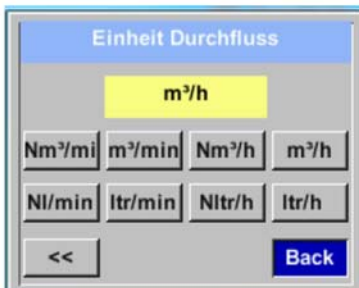 Einheit Durchfluss
m³/h
Nm³/mi m³/min Nm³/h m³/h
Nl/min ltr/min Nltr/h ltr/h
<< Back